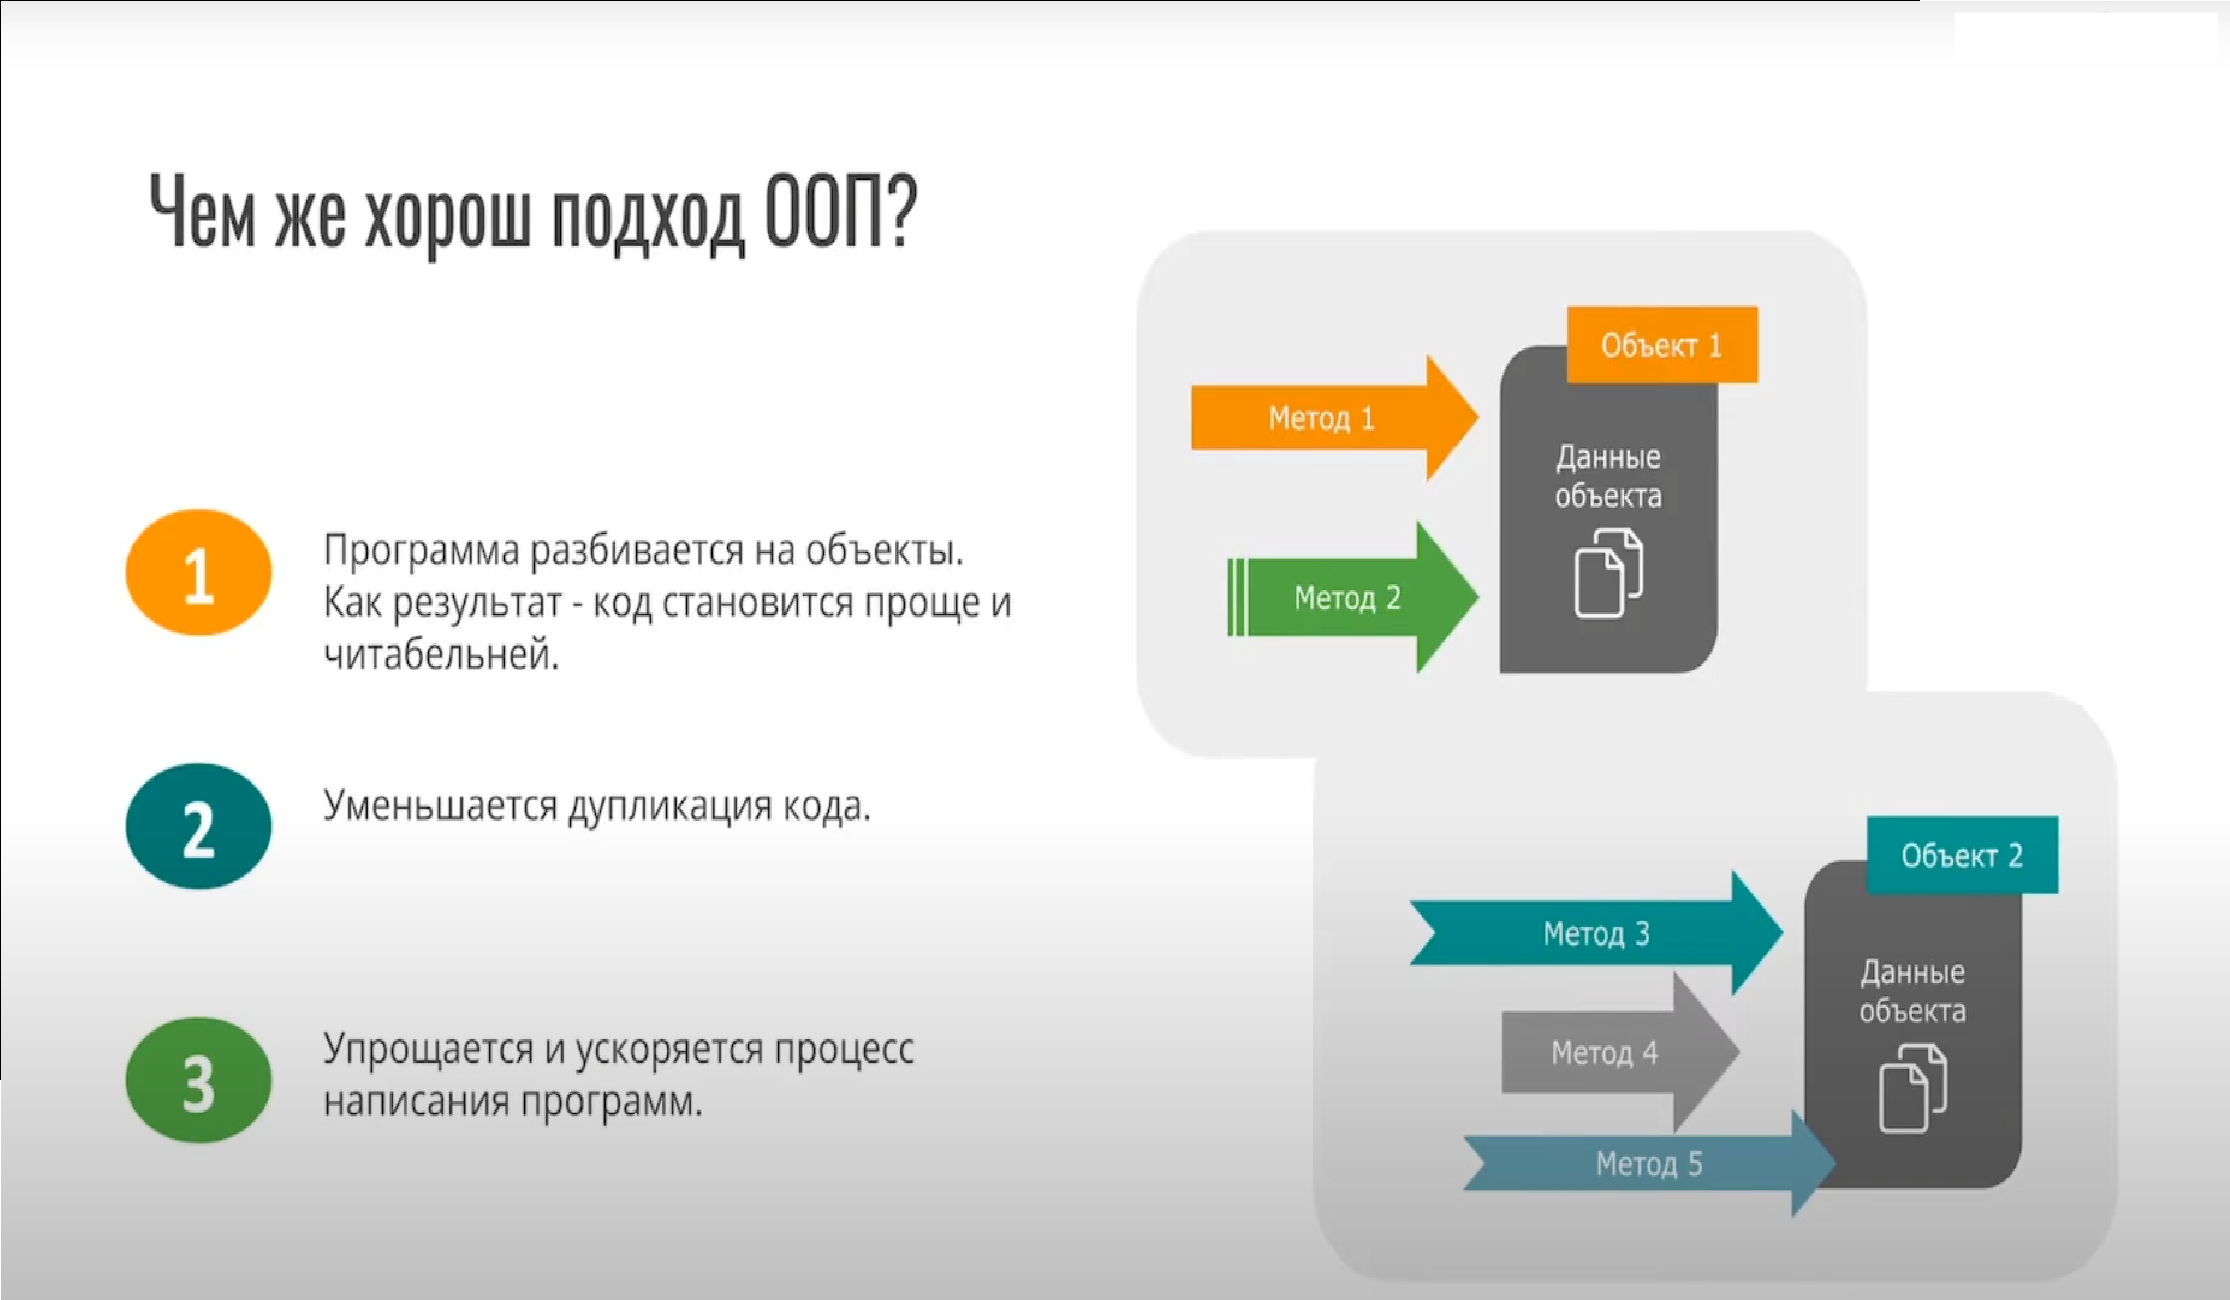 Чем же хорош подход ООП?
1
Программа разбивается на объекты.
Как результат - код становится проще и
читабельней.
2
Уменьшается дупликация кода.
3
Упрощается и ускоряется процесс
написания программ.
Объект 1
Метод 1
Данные
объекта
Метод 2
Объект 2
Метод 3
Данные
объекта
Метод 4
Метод 5